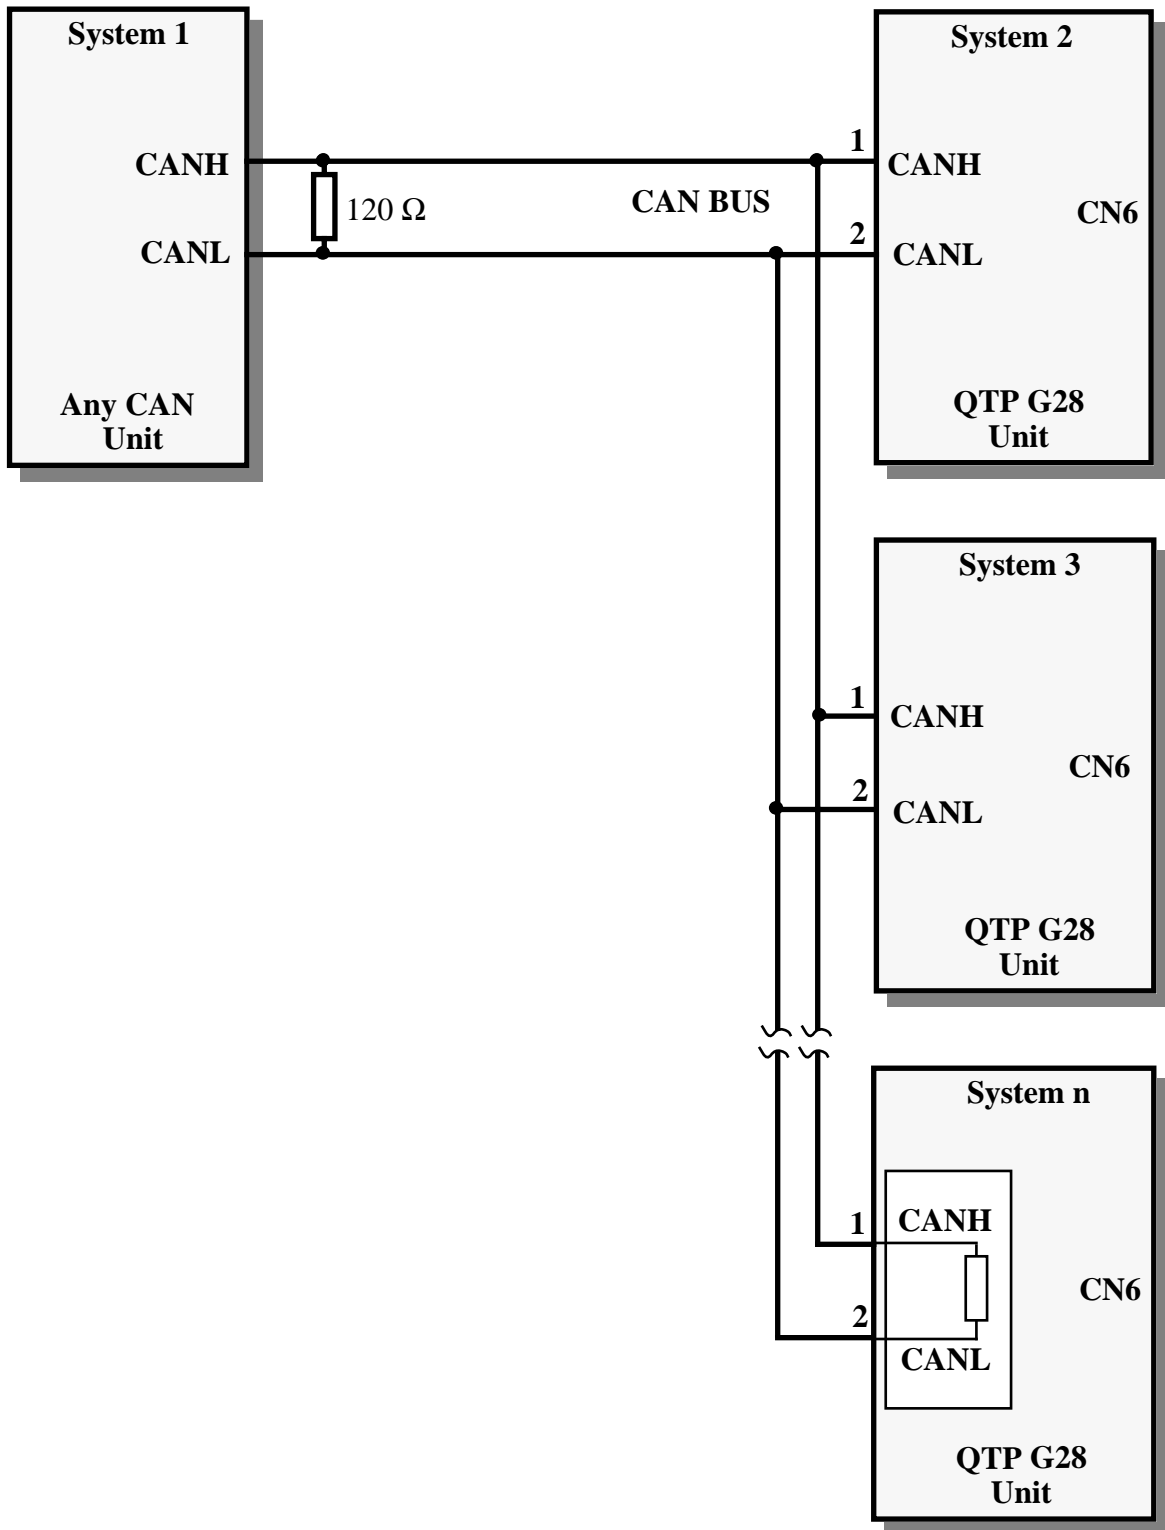 System 1
CANH
CANL
Any CAN
Unit
120 Ω
CAN BUS
System 2
1
CANH
CN6
2
CANL
QTP G28
Unit
System 3
1
CANH
CN6
2
CANL
QTP G28
Unit
System n
1
CANH
CN6
2
CANL
QTP G28
Unit